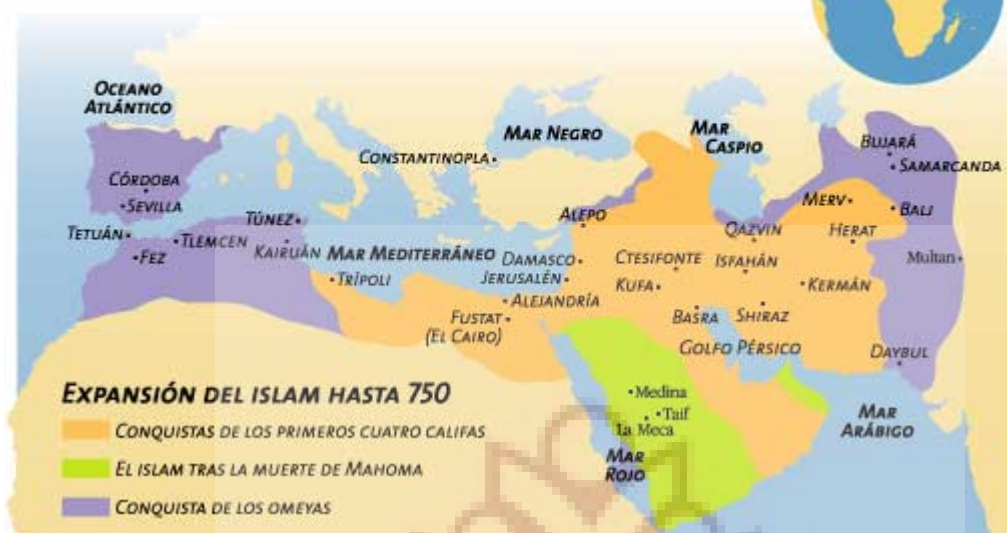 OCEANO
ATLÁNTICO
MAR NEGRO
MAR
CASPIO
BUJARÁ
SAMARCANDA
CONSTANTINOPLA
CÓRDOBA
SEVILLA
MERV
BALJ
ALEPO
TÚNEZ
QAZVIN
HERAT
TETUÁN
TLEMCEN
KAIRUÁN
MAR MEDITERRÁNEO
DAMASCO
CTESIFONTE
ISFAHÁN
Multan
FEZ
TRÍPOLI
JERUSALÉN
KUFA
KERMÁN
ALEJANDRÍA
FUSTAT
(EL CAIRO)
BASRA
SHIRAZ
GOLFO PÉRSICO
DAYBUL
EXPANSIÓN DEL ISLAM HASTA 750
Medina
Taif
La Meca
MAR
ARÁBIGO
MAR
ROJO
CONQUISTAS DE LOS PRIMEROS CUATRO CALIFAS
EL ISLAM TRAS LA MUERTE DE MAHOMA
CONQUISTA DE LOS OMEYAS